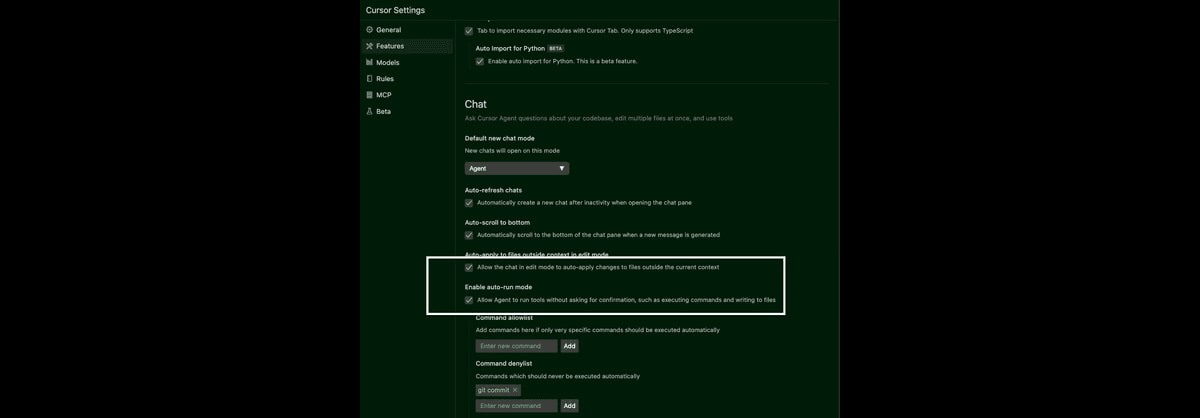 Cursor Settings
General
Features
Models
Rules
MCP
Beta
Tab to import necessary modules with Cursor Tab. Only supports TypeScript
Auto Import for Python BETA
Enable auto import for Python. This is a beta feature.
Chat
Ask Cursor Agent questions about your codebase, edit multiple files at once, and use tools
Default new chat mode
New chats will open on this mode
Agent
Auto-refresh chats
Automatically create a new chat after inactivity when opening the chat pane
Auto-scroll to bottom
Automatically scroll to the bottom of the chat pane when a new message is generated
Auto-apply to files outside context in edit mode
Allow the chat in edit mode to auto-apply changes to files outside the current context
Enable auto-run mode
Allow Agent to run tools without asking for confirmation, such as executing commands and writing to files
Command allowlist
Add commands here if only very specific commands should be executed automatically
Enter new command Add
Command denylist
Commands which should never be executed automatically
git commit ×
Enter new command Add